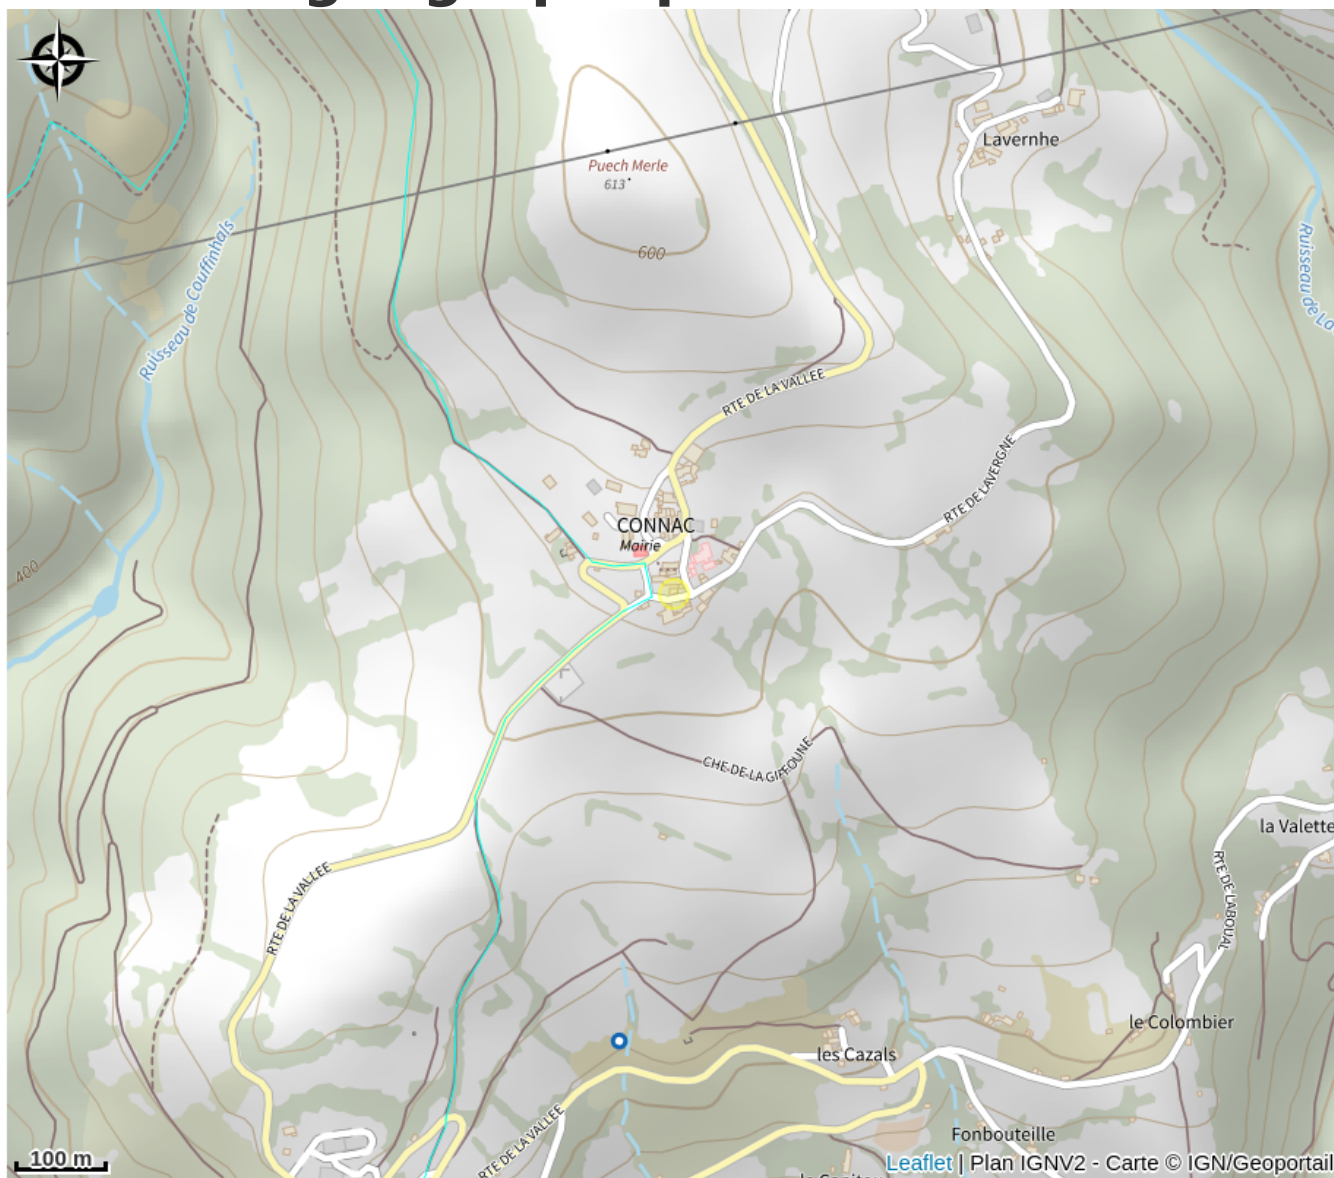 Lavernhe
Puech Merle
613
600
Ruisseau de Couffinhals
Ruisseau de La
RTE DE LA VALLEE
RTE DE LAVERGNE
CONNAC
Mairie
400
CHE DE LA GIFFOUNE
la Valette
RTE DE LABOUAL
RTE DE LA VALLEE
le Colombier
les Cazals
RTE DE LA VALLEE
Fonbouteille
100 m
Leaflet | Plan IGNV2 - Carte © IGN/Geoportail